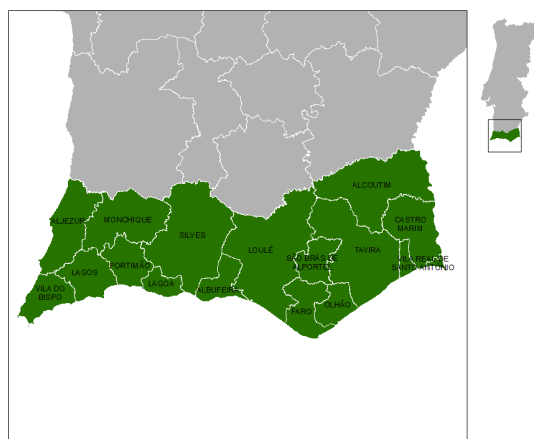 ALCOUTIM
ALJEZUR
MONCHIQUE
CASTRO
MARIM
SILVES
LOULÉ
SÃO BRÁS DE
ALPORTEL
TAVIRA
VILA REAL DE
SANTO ANTÓNIO
LAGOS
PORTIMÃO
LAGOA
VILA DO
BISPO
ALBUFEIRA
OLHÃO
FARO